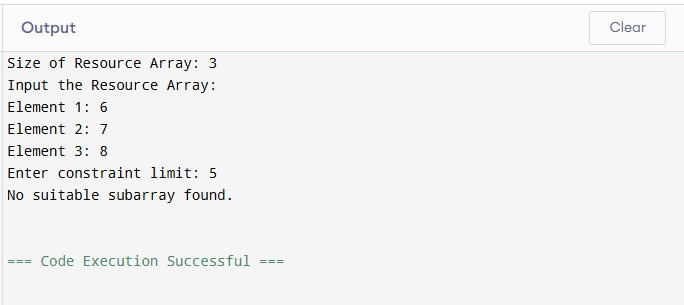 Output
Clear
Size of Resource Array: 3
Input the Resource Array:
Element 1: 6
Element 2: 7
Element 3: 8
Enter constraint limit: 5
No suitable subarray found.
=== Code Execution Successful ===